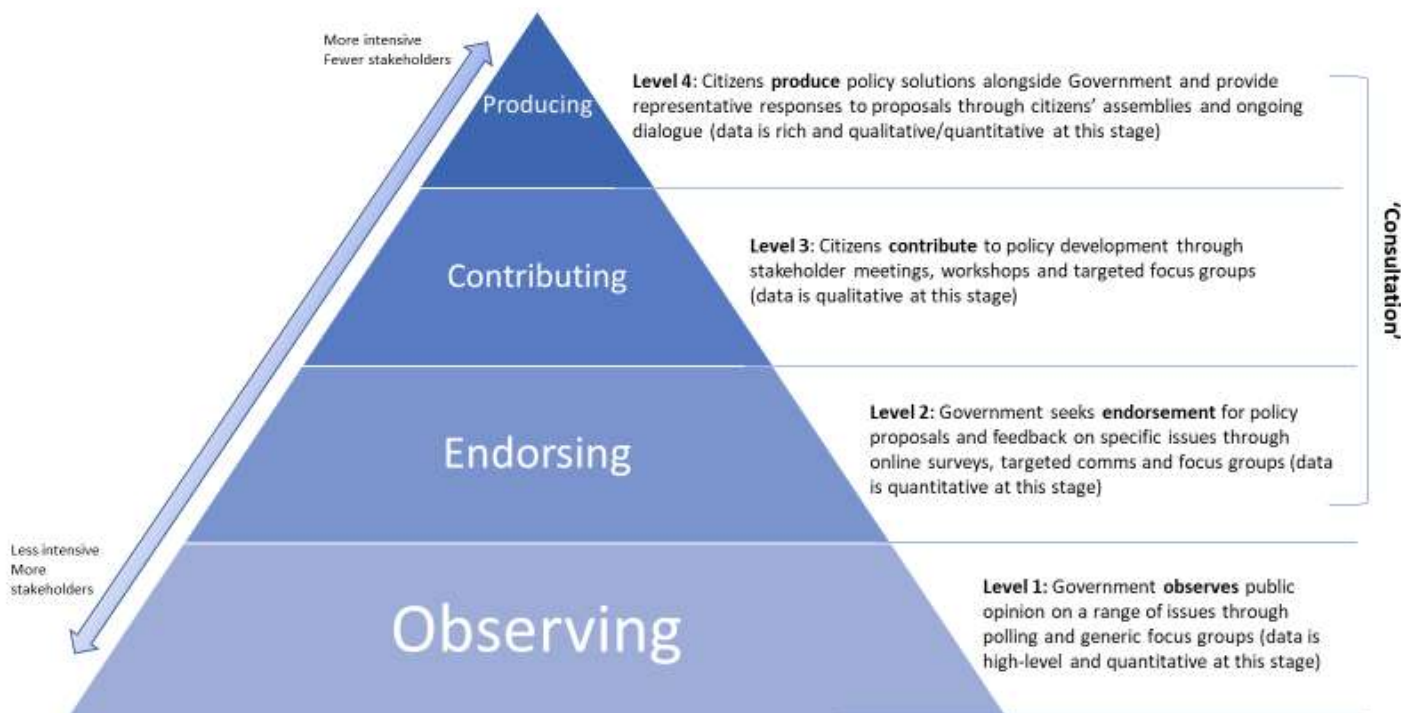 More intensive
Fewer stakeholders
Producing
Level 4: Citizens produce policy solutions alongside Government and provide
representative responses to proposals through citizens’ assemblies and ongoing
dialogue (data is rich and qualitative/quantitative at this stage)
Contributing
Level 3: Citizens contribute to policy development through
stakeholder meetings, workshops and targeted focus groups
(data is qualitative at this stage)
‘Consultation’
Endorsing
Level 2: Government seeks endorsement for policy
proposals and feedback on specific issues through
online surveys, targeted comms and focus groups (data
is quantitative at this stage)
Less intensive
More
stakeholders
Observing
Level 1: Government observes public
opinion on a range of issues through
polling and generic focus groups (data is
high-level and quantitative at this stage)